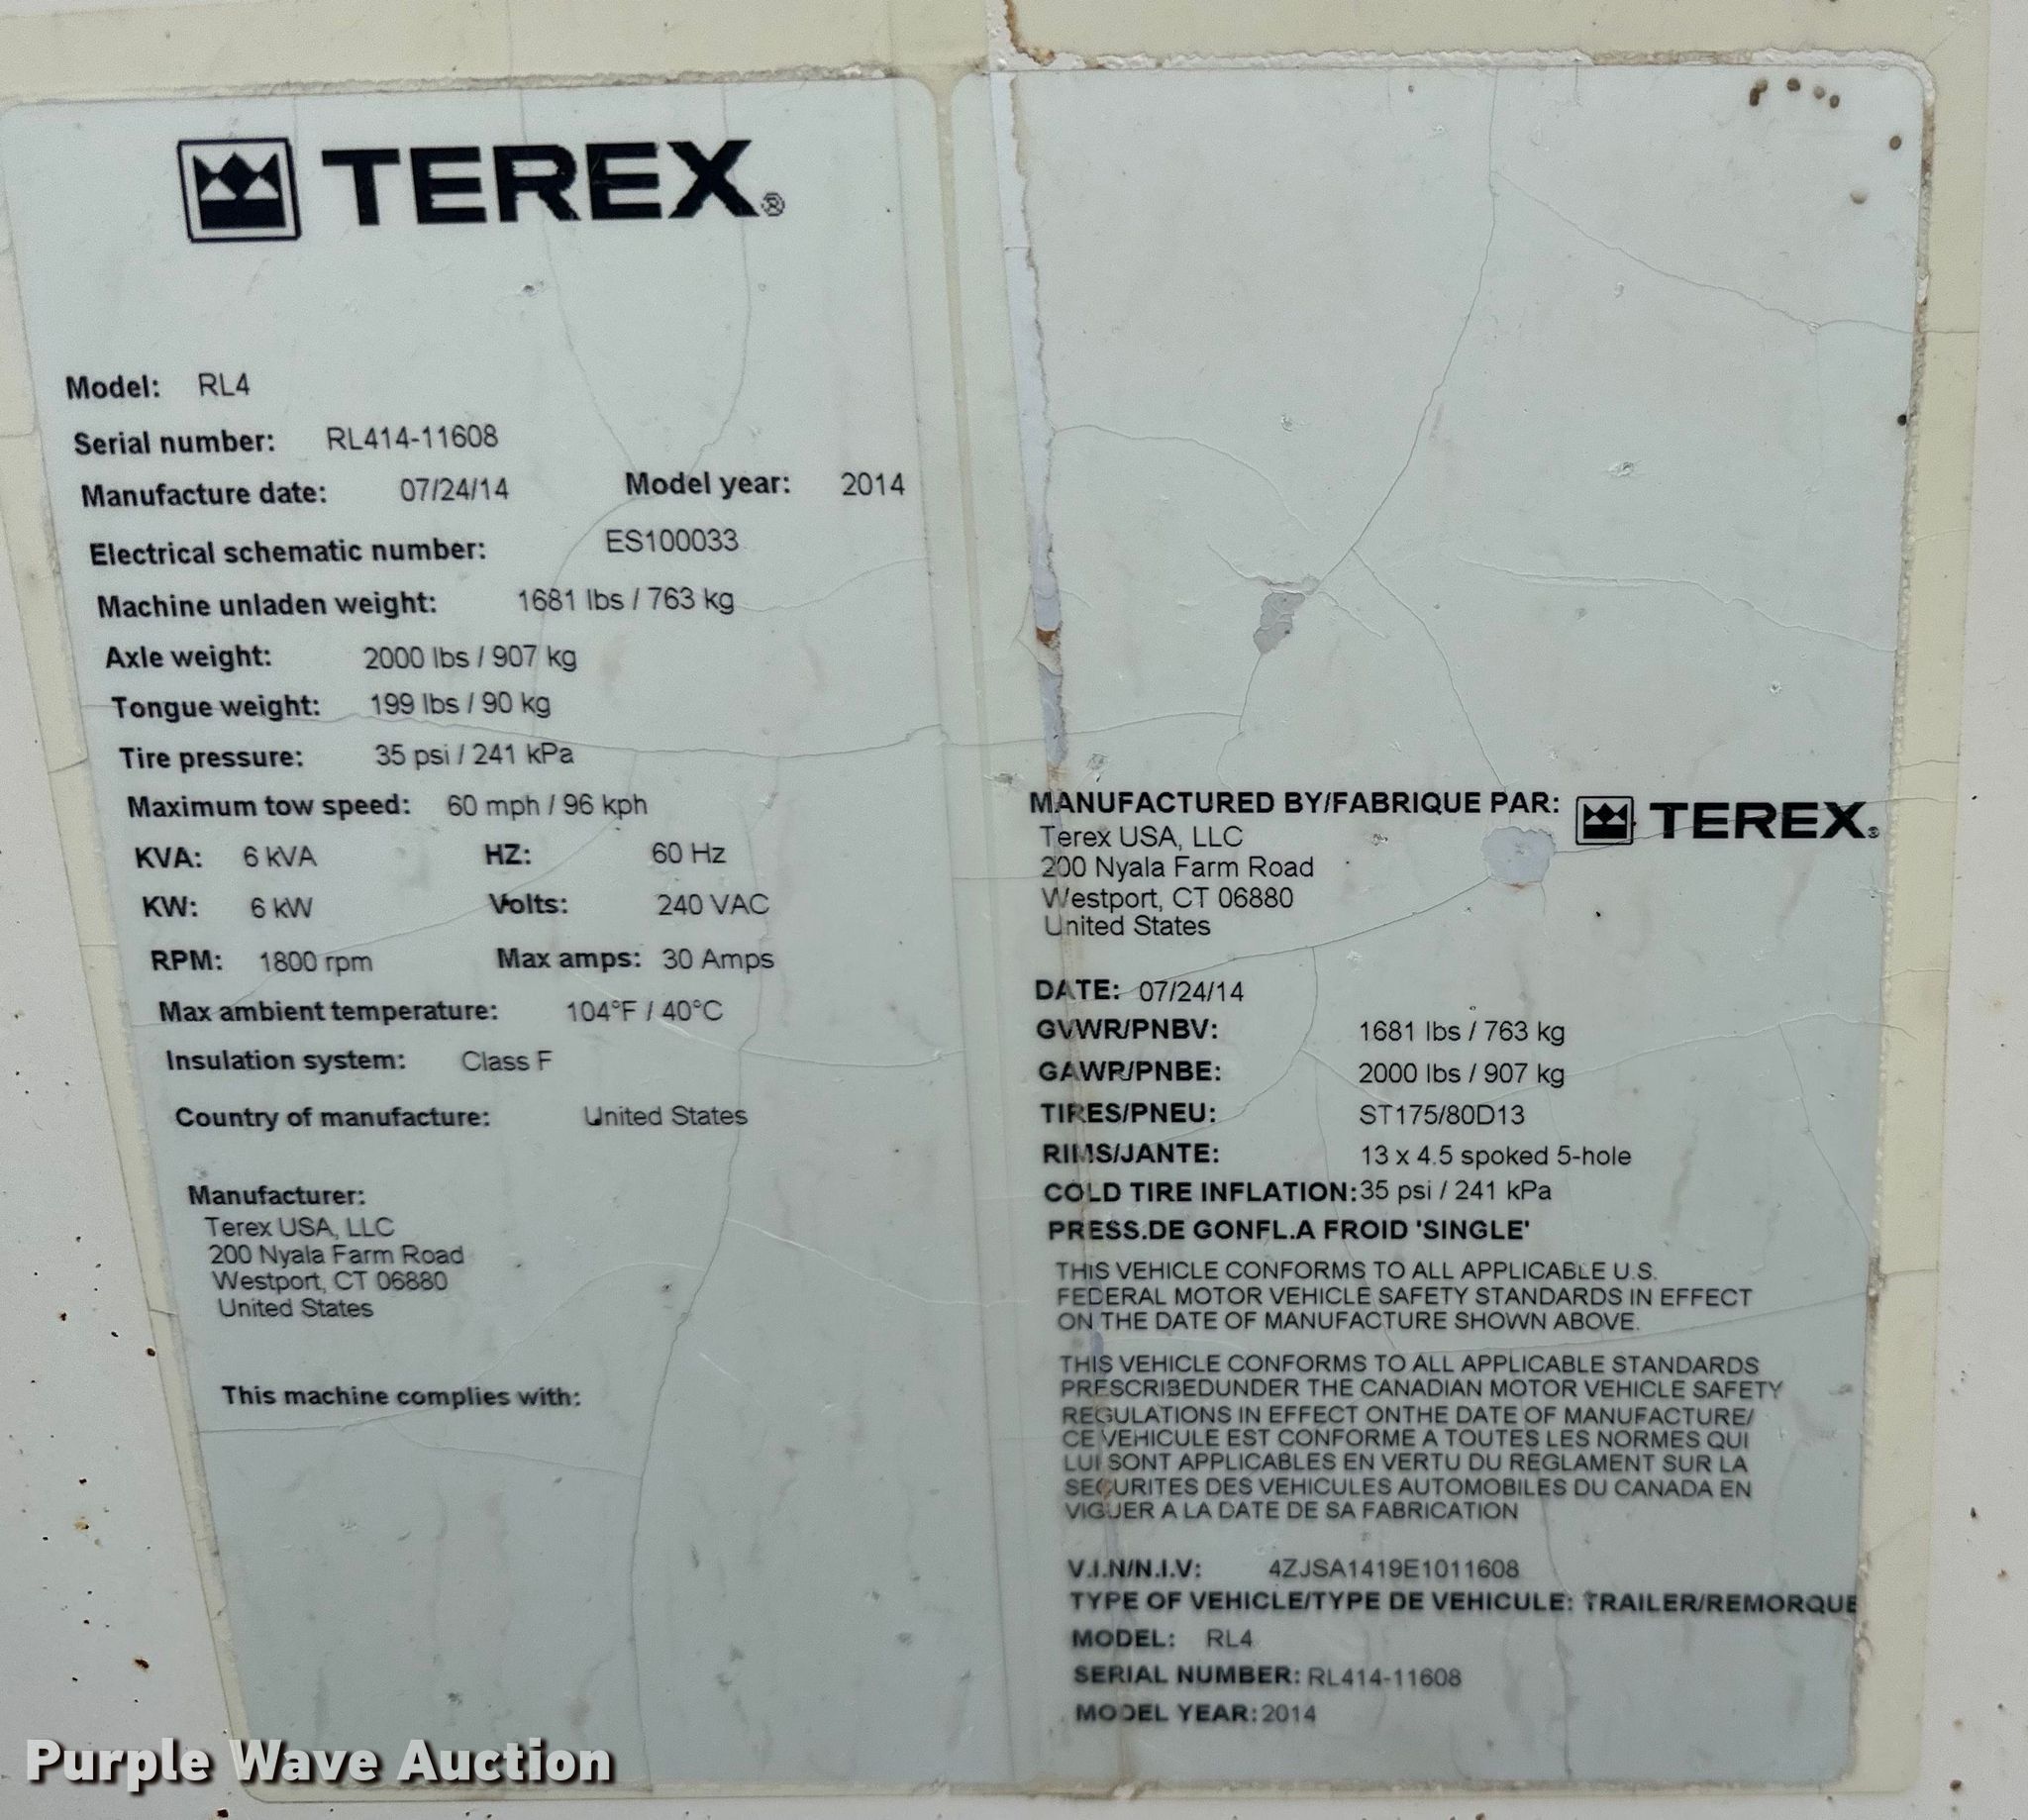 TEREX®
Model: RL4
Serial number: RL414-11608
Manufacture date: 07/24/14 Model year: 2014
Electrical schematic number: ES100033
Machine unladen weight: 1681 lbs / 763 kg
Axle weight: 2000 lbs / 907 kg
Tongue weight: 199 lbs / 90 kg
Tire pressure: 35 psi / 241 kPa
Maximum tow speed: 60 mph / 96 kph
KVA: 6 kVA HZ: 60 Hz
KW: 6 kW Volts: 240 VAC
RPM: 1800 rpm Max amps: 30 Amps
Max ambient temperature: 104°F / 40°C
Insulation system: Class F
Country of manufacture: United States
Manufacturer:
Terex USA, LLC
200 Nyala Farm Road
Westport, CT 06880
United States
This machine complies with:
MANUFACTURED BY/FABRIQUE PAR: TEREX®
Terex USA, LLC
200 Nyala Farm Road
Westport, CT 06880
United States
DATE: 07/24/14
GVWR/PNBV: 1681 lbs / 763 kg
GAWR/PNBE: 2000 lbs / 907 kg
TIRES/PNEU: ST175/80D13
RIMS/JANTE: 13 x 4.5 spoked 5-hole
COLD TIRE INFLATION: 35 psi / 241 kPa
PRESS.DE GONFL.A FROID 'SINGLE'
THIS VEHICLE CONFORMS TO ALL APPLICABLE U.S.
FEDERAL MOTOR VEHICLE SAFETY STANDARDS IN EFFECT
ON THE DATE OF MANUFACTURE SHOWN ABOVE.
THIS VEHICLE CONFORMS TO ALL APPLICABLE STANDARDS
PRESCRIBEDUNDER THE CANADIAN MOTOR VEHICLE SAFETY
REGULATIONS IN EFFECT ONTHE DATE OF MANUFACTURE/
CE VEHICULE EST CONFORME A TOUTES LES NORMES QUI
LUI SONT APPLICABLES EN VERTU DU REGLAMENT SUR LA
SECURITES DES VEHICULES AUTOMOBILES DU CANADA EN
VIGUER A LA DATE DE SA FABRICATION
V.I.N/N.I.V: 4ZJSA1419E1011608
TYPE OF VEHICLE/TYPE DE VEHICULE: TRAILER/REMORQUE
MODEL: RL4
SERIAL NUMBER: RL414-11608
MODEL YEAR: 2014
Purple Wave Auction